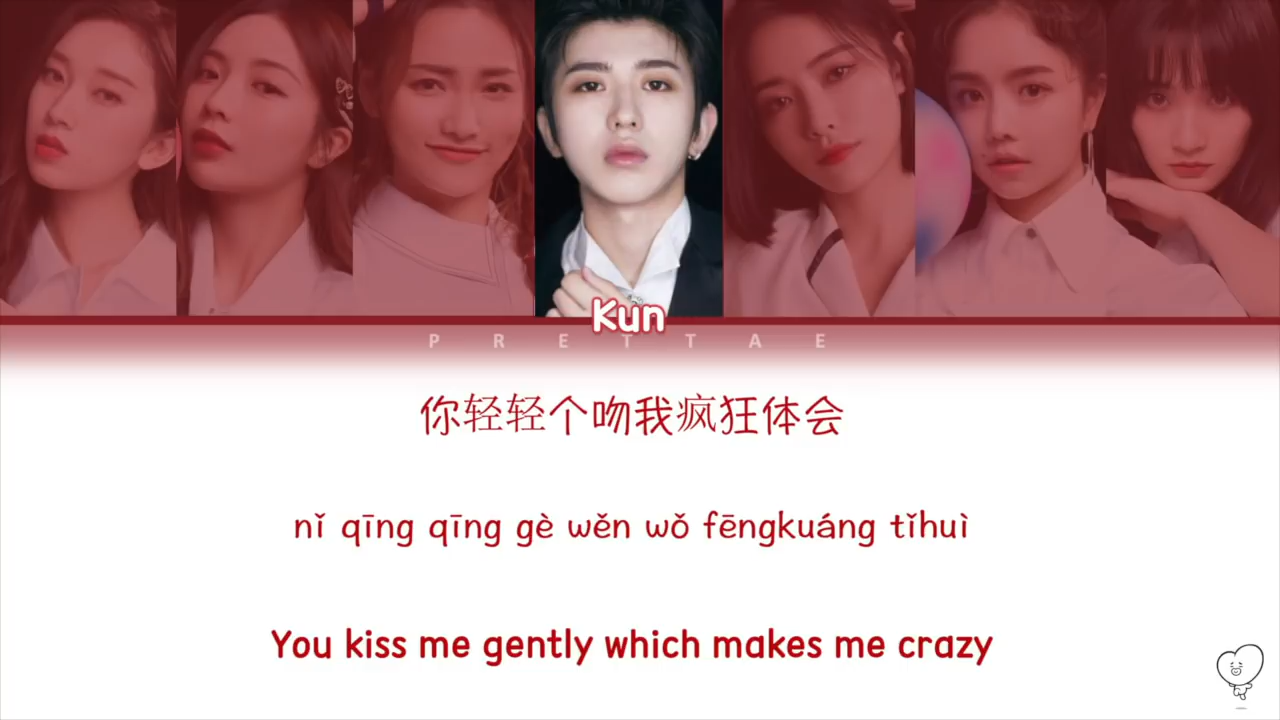 Kun
PRETTAE
你轻轻个吻我疯狂体会
nǐ qīng qīng gè wěn wǒ fēngkuáng tǐhuì
You kiss me gently which makes me crazy